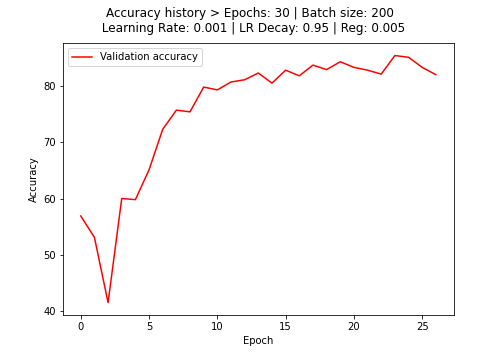 Accuracy history > Epochs: 30 | Batch size: 200
Learning Rate: 0.001 | LR Decay: 0.95 | Reg: 0.005
Validation accuracy
80
70
60
50
40
Accuracy
0 5 10 15 20 25
Epoch